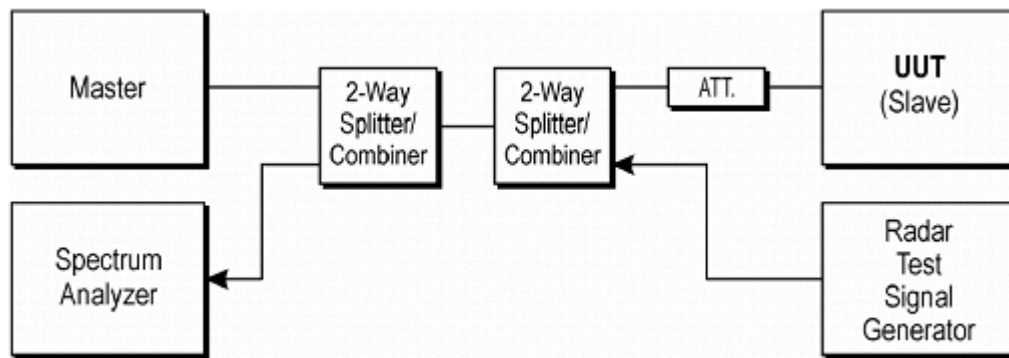 Master
2-Way
Splitter/
Combiner
2-Way
Splitter/
Combiner
ATT.
UUT
(Slave)
Spectrum
Analyzer
Radar
Test
Signal
Generator